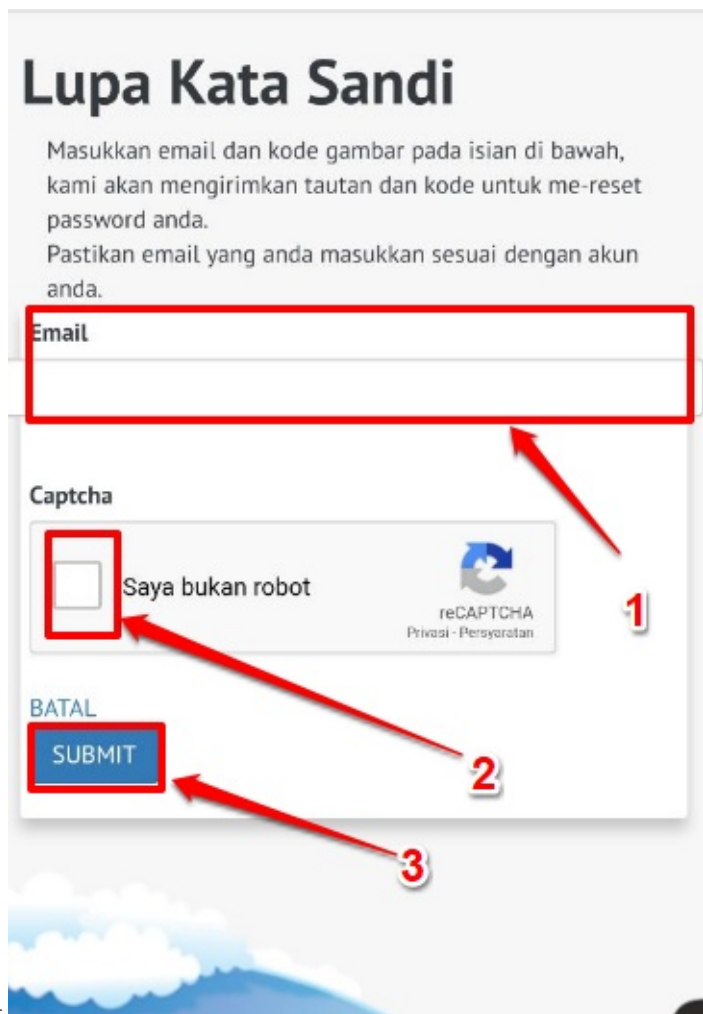 Lupa Kata Sandi
Masukkan email dan kode gambar pada isian di bawah,
kami akan mengirimkan tautan dan kode untuk me-reset
password anda.
Pastikan email yang anda masukkan sesuai dengan akun
anda.
Email
1
Captcha
Saya bukan robot
reCAPTCHA
Privasi - Persyaratan
BATAL
SUBMIT
2
3